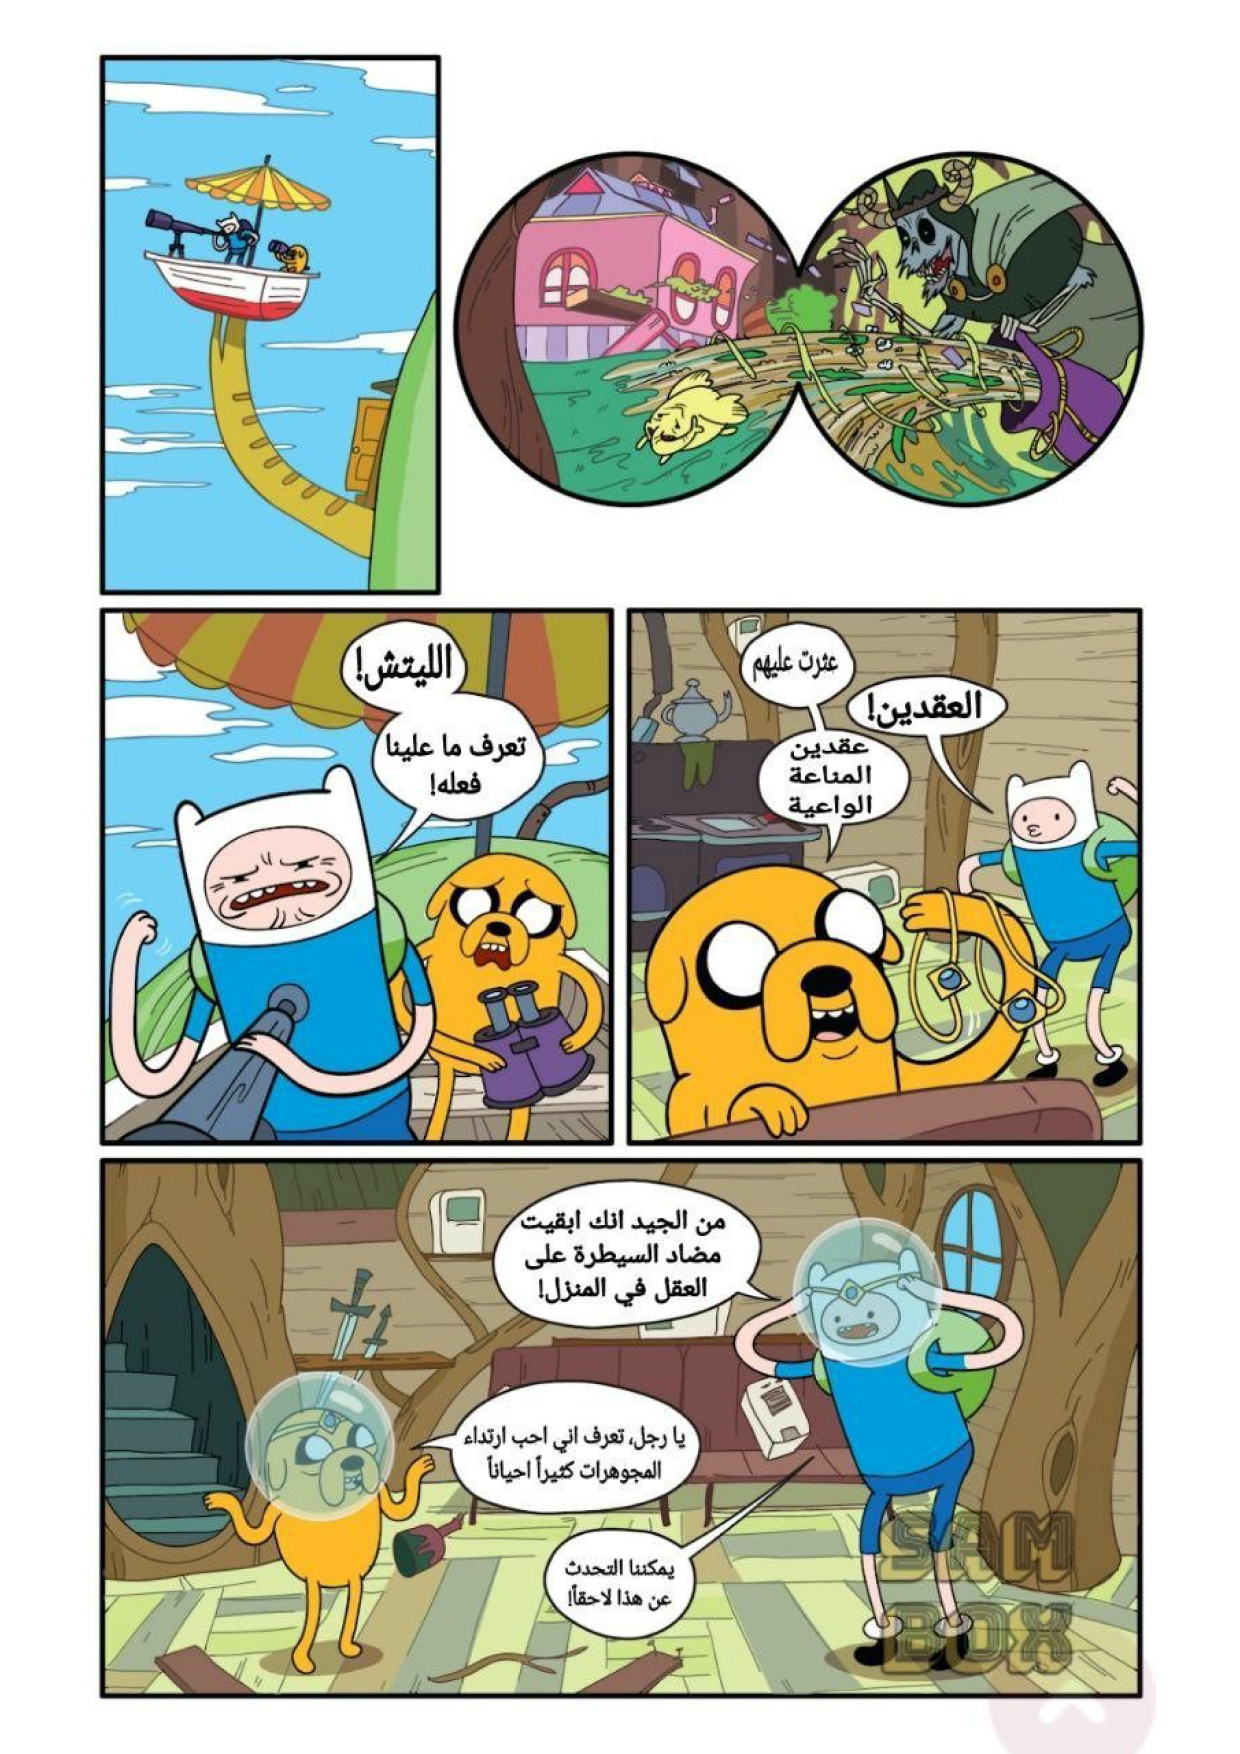 الليتش!
تعرف ما علينا
فعله!
عثرت عليهم
عقدين
المناعة
الواعية
العقدين!
من الجيد انك ابقيت
مضاد السيطرة على
العقل في المنزل!
يا رجل، تعرف اني احب ارتداء
المجوهرات كثيراً احياناً
يمكننا التحدث
عن هذا لاحقاً!
SAM
BOX